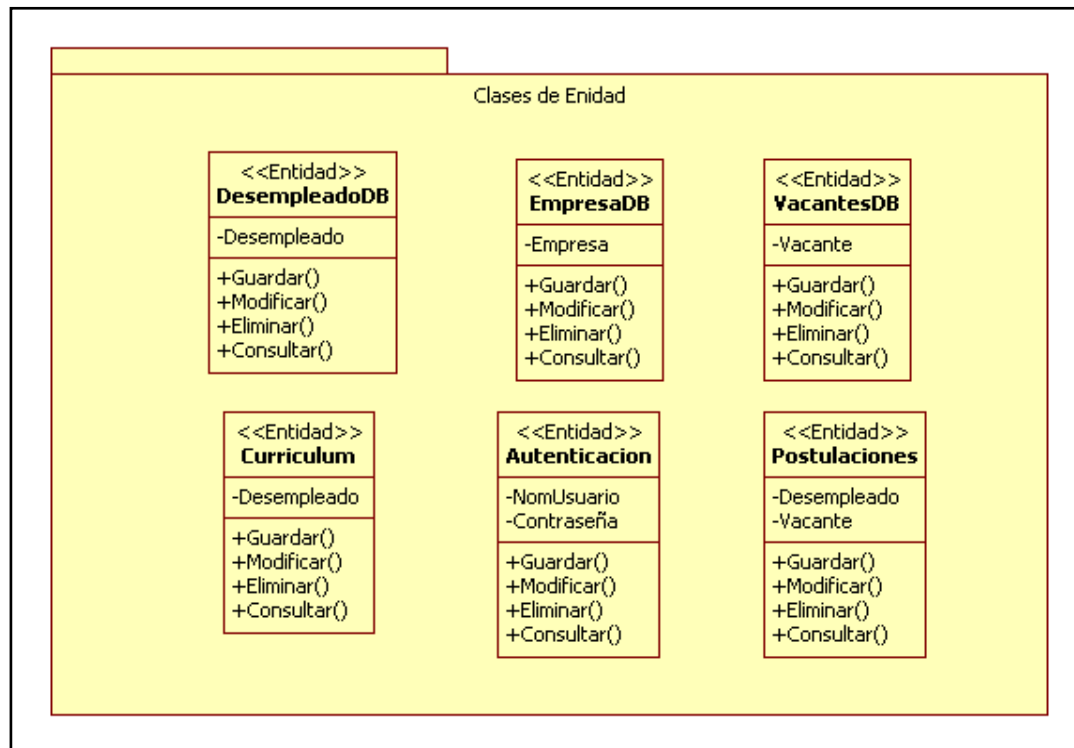 Clases de Enidad
<<Entidad>>
DesempleadoDB
-Desempleado
+Guardar()
+Modificar()
+Eliminar()
+Consultar()
<<Entidad>>
EmpresaDB
-Empresa
+Guardar()
+Modificar()
+Eliminar()
+Consultar()
<<Entidad>>
VacantesDB
-Vacante
+Guardar()
+Modificar()
+Eliminar()
+Consultar()
<<Entidad>>
Curriculum
-Desempleado
+Guardar()
+Modificar()
+Eliminar()
+Consultar()
<<Entidad>>
Autenticacion
-NomUsuario
-Contraseña
+Guardar()
+Modificar()
+Eliminar()
+Consultar()
<<Entidad>>
Postulaciones
-Desempleado
-Vacante
+Guardar()
+Modificar()
+Eliminar()
+Consultar()